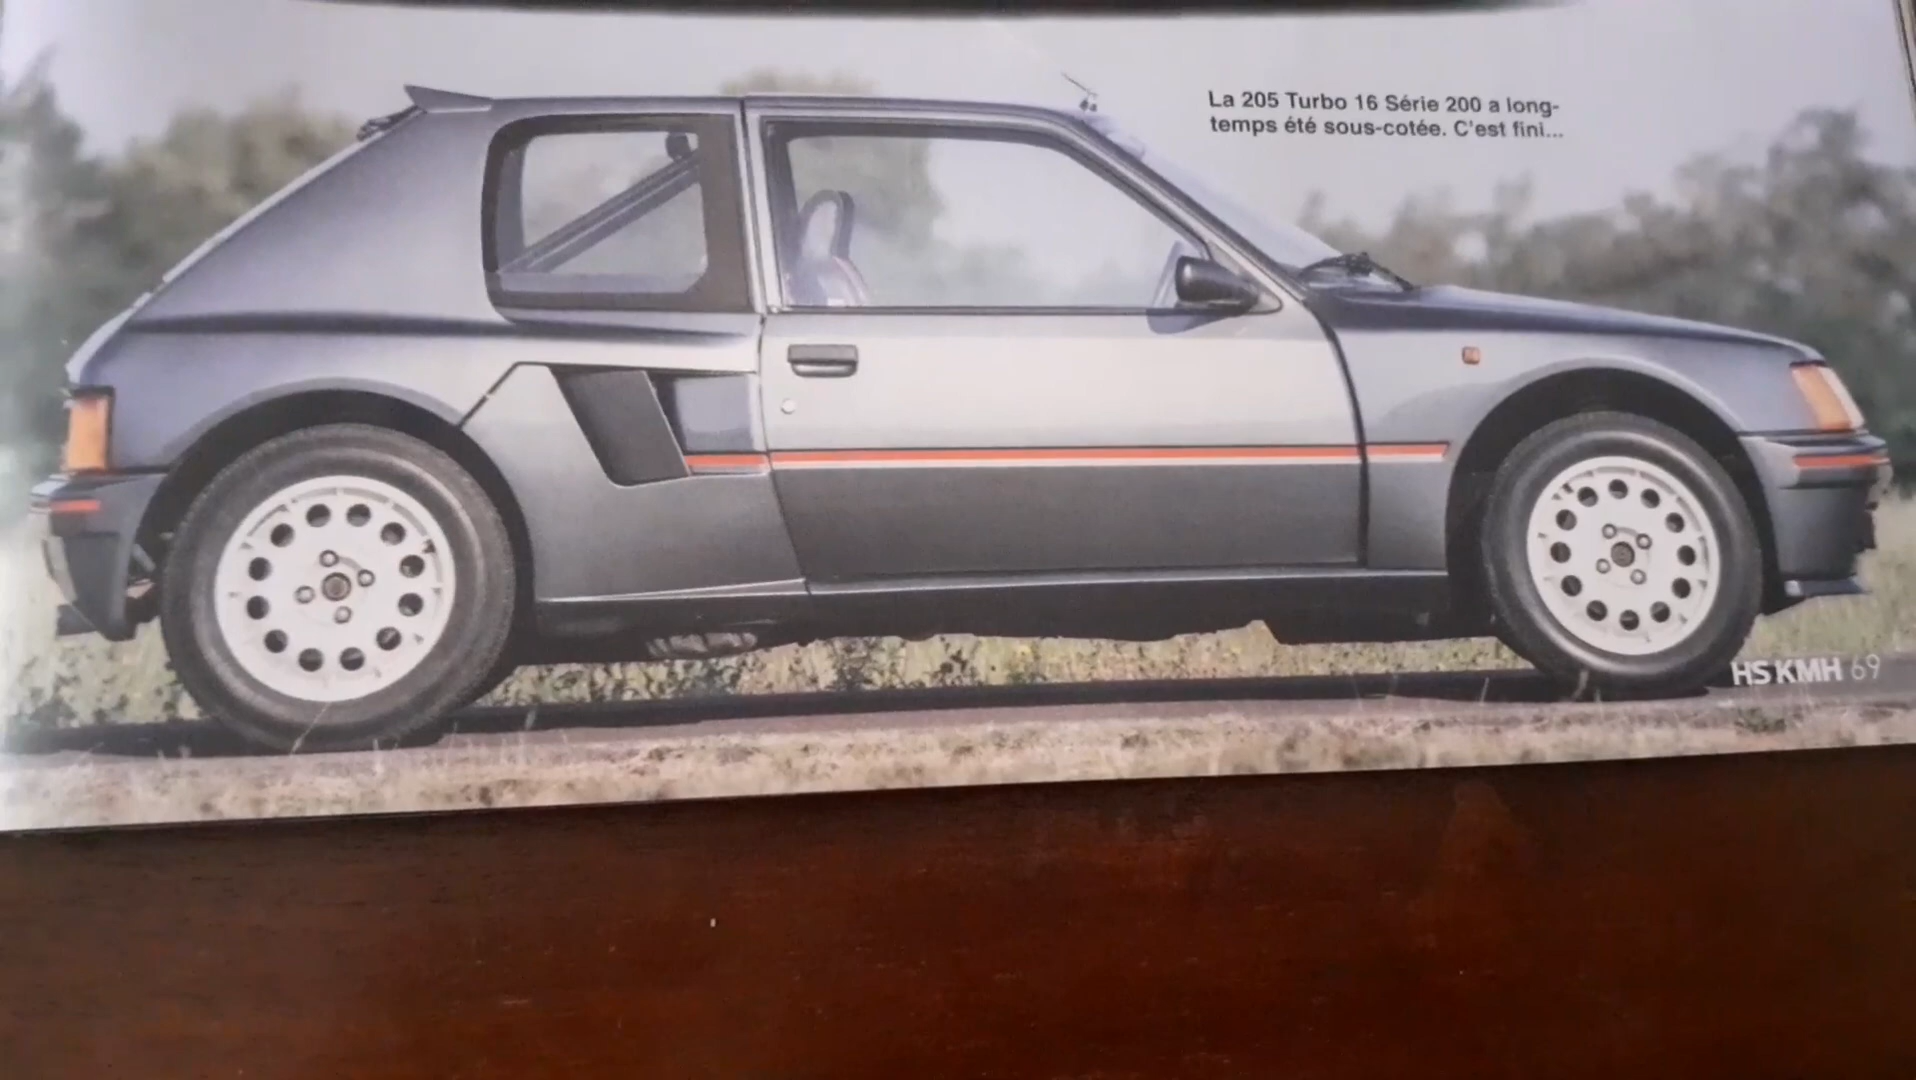 La 205 Turbo 16 Série 200 a long-
temps été sous-cotée. C'est fini...
HS KMH 69